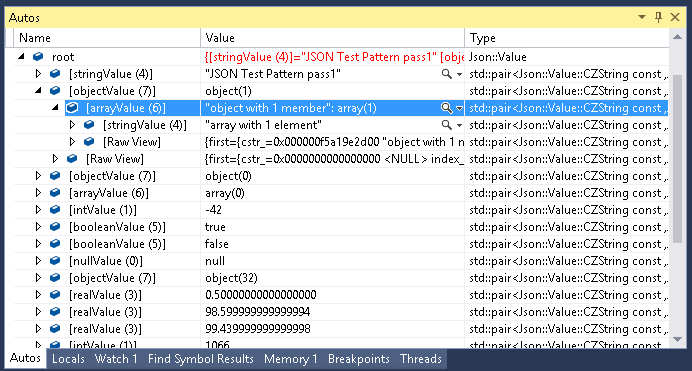 Autos
Name Value Type
root {[stringValue (4)]="JSON Test Pattern pass1" [obje Json::Value
[stringValue (4)] "JSON Test Pattern pass1" std::pair<Json::Value::CZString const ,.
[objectValue (7)] object(1) std::pair<Json::Value::CZString const ,.
[arrayValue (6)] "object with 1 member": array(1) std::pair<Json::Value::CZString const ,.
[stringValue (4)] "array with 1 element" std::pair<Json::Value::CZString const ,.
[Raw View] {first={cstr_=0x000000f5a19e2d00 "object with 1 n std::pair<Json::Value::CZString const ,.
[Raw View] {first={cstr_=0x0000000000000000 <NULL> index_ std::pair<Json::Value::CZString const ,.
[objectValue (7)] object(0) std::pair<Json::Value::CZString const ,.
[arrayValue (6)] array(0) std::pair<Json::Value::CZString const ,.
[intValue (1)] -42 std::pair<Json::Value::CZString const ,.
[booleanValue (5)] true std::pair<Json::Value::CZString const ,.
[booleanValue (5)] false std::pair<Json::Value::CZString const ,.
[nullValue (0)] null std::pair<Json::Value::CZString const ,.
[objectValue (7)] object(32) std::pair<Json::Value::CZString const ,.
[realValue (3)] 0.50000000000000000 std::pair<Json::Value::CZString const ,.
[realValue (3)] 98.599999999999994 std::pair<Json::Value::CZString const ,.
[realValue (3)] 99.439999999999998 std::pair<Json::Value::CZString const ,.
[intValue (1)] 1066 std::pair<Json::Value::CZString const ,.
Autos Locals Watch 1 Find Symbol Results Memory 1 Breakpoints Threads